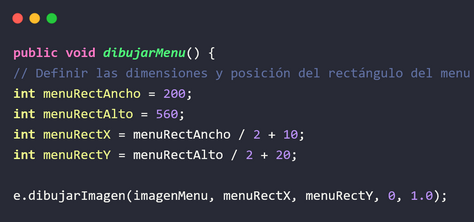 public void dibujarMenu() {
// Definir las dimensiones y posición del rectángulo del menu
int menuRectAncho = 200;
int menuRectAlto = 560;
int menuRectX = menuRectAncho / 2 + 10;
int menuRectY = menuRectAlto / 2 + 20;
e.dibujarImagen(imagenMenu, menuRectX, menuRectY, 0, 1.0);